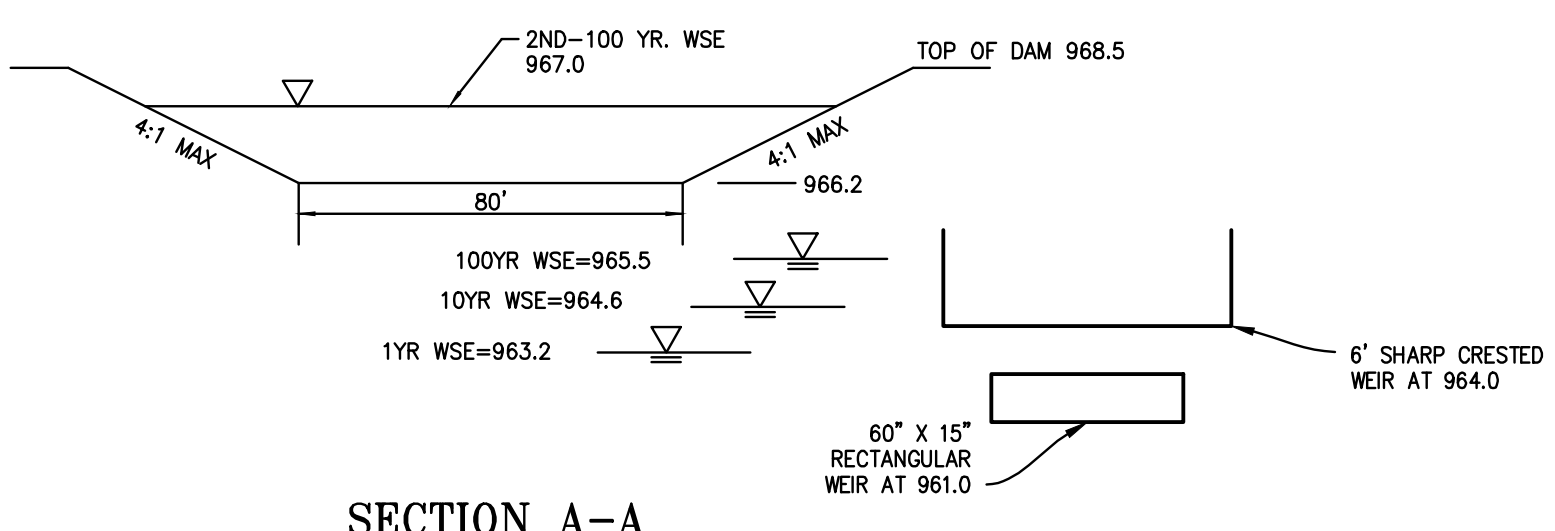 2ND-100 YR. WSE
967.0
TOP OF DAM 968.5
4:1 MAX
4:1 MAX
966.2
80'
100YR WSE=965.5
10YR WSE=964.6
1YR WSE=963.2
6' SHARP CRESTED
WEIR AT 964.0
60" X 15"
RECTANGULAR
WEIR AT 961.0
SECTION A-A